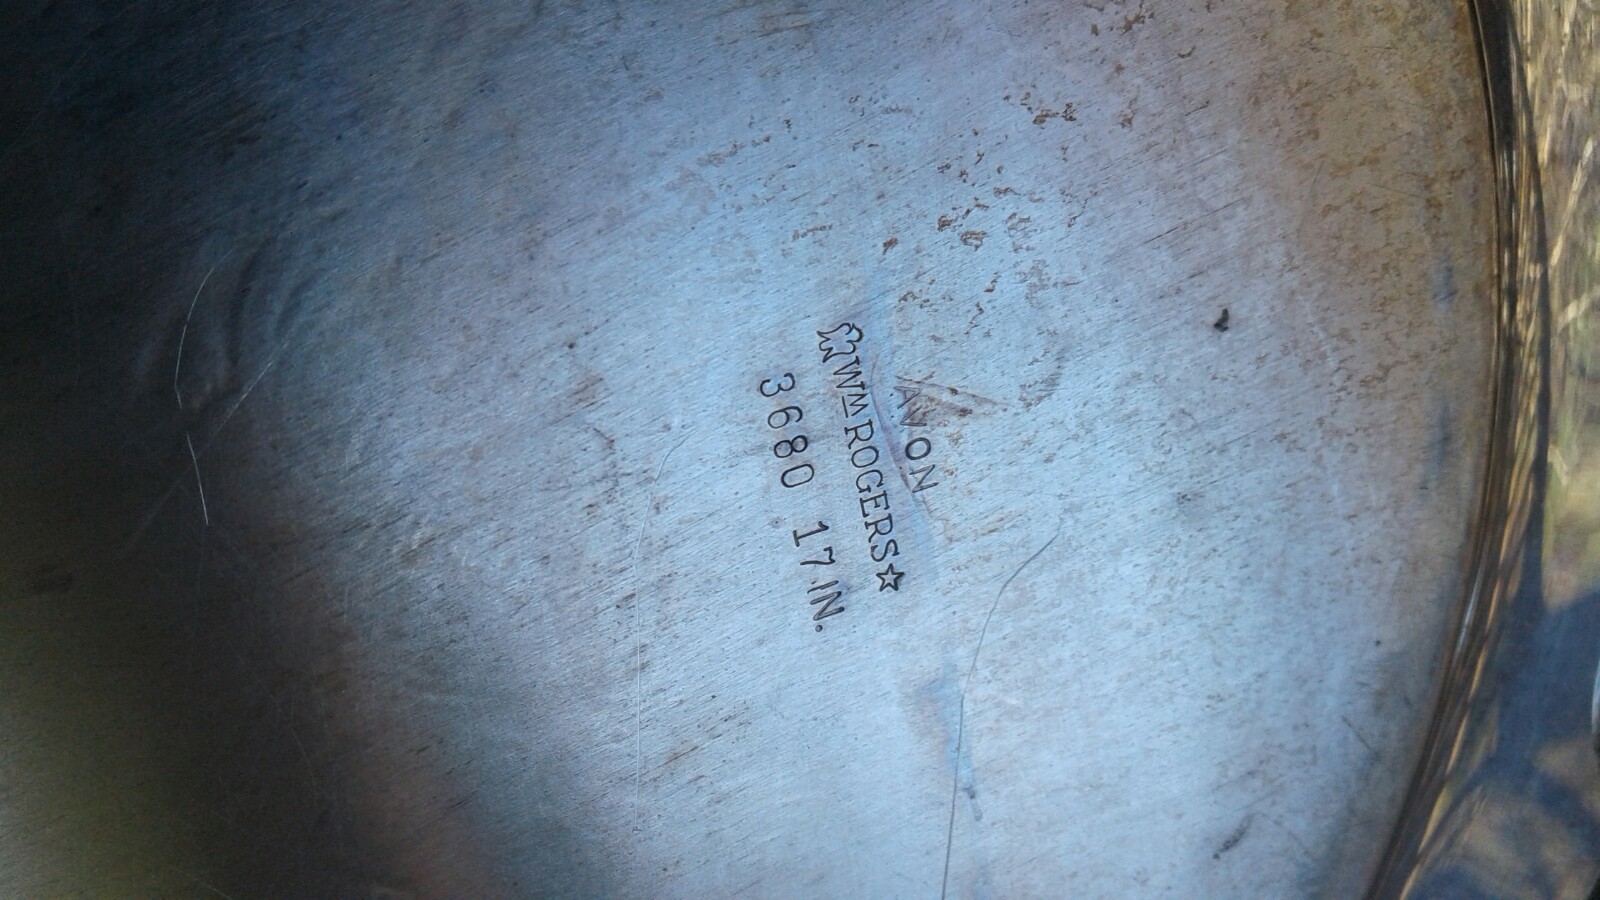 AVON
WM ROGERS
3680 17 IN.